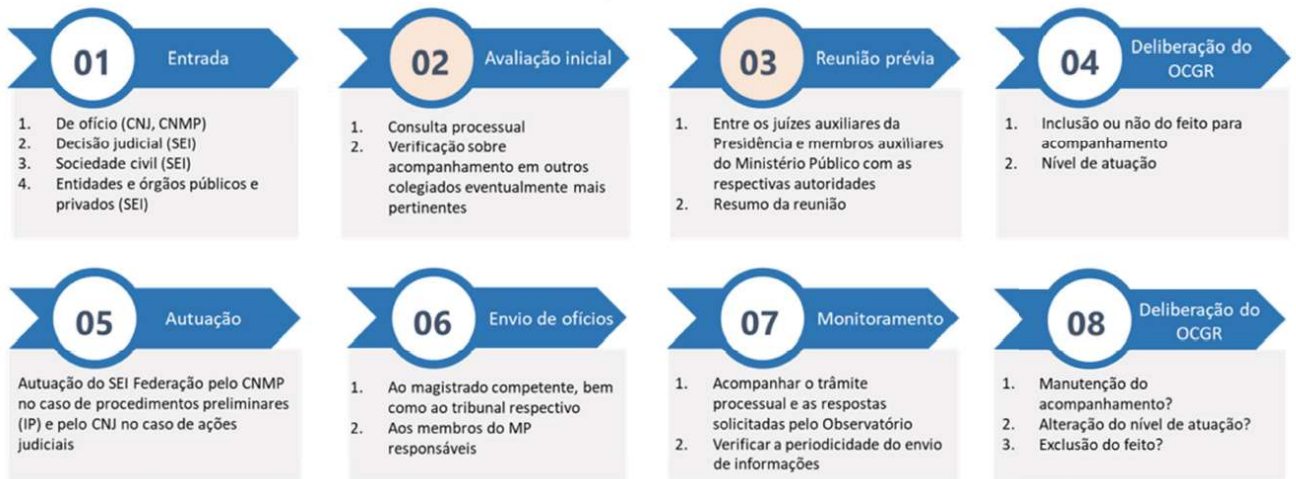 01
Entrada
1. De ofício (CNJ, CNMP)
2. Decisão judicial (SEI)
3. Sociedade civil (SEI)
4. Entidades e órgãos públicos e
privados (SEI)
02
Avaliação inicial
1. Consulta processual
2. Verificação sobre
acompanhamento em outros
colegiados eventualmente mais
pertinentes
03
Reunião prévia
1. Entre os juízes auxiliares da
Presidência e membros auxiliares
do Ministério Público com as
respectivas autoridades
2. Resumo da reunião
04
Deliberação do
OCGR
1. Inclusão ou não do feito para
acompanhamento
2. Nível de atuação
05
Autuação
Autuação do SEI Federação pelo CNMP
no caso de procedimentos preliminares
(IP) e pelo CNJ no caso de ações
judiciais
06
Envio de ofícios
1. Ao magistrado competente, bem
como ao tribunal respectivo
2. Aos membros do MP
responsáveis
07
Monitoramento
1. Acompanhar o trâmite
processual e as respostas
solicitadas pelo Observatório
2. Verificar a periodicidade do envio
de informações
08
Deliberação do
OCGR
1. Manutenção do
acompanhamento?
2. Alteração do nível de atuação?
3. Exclusão do feito?